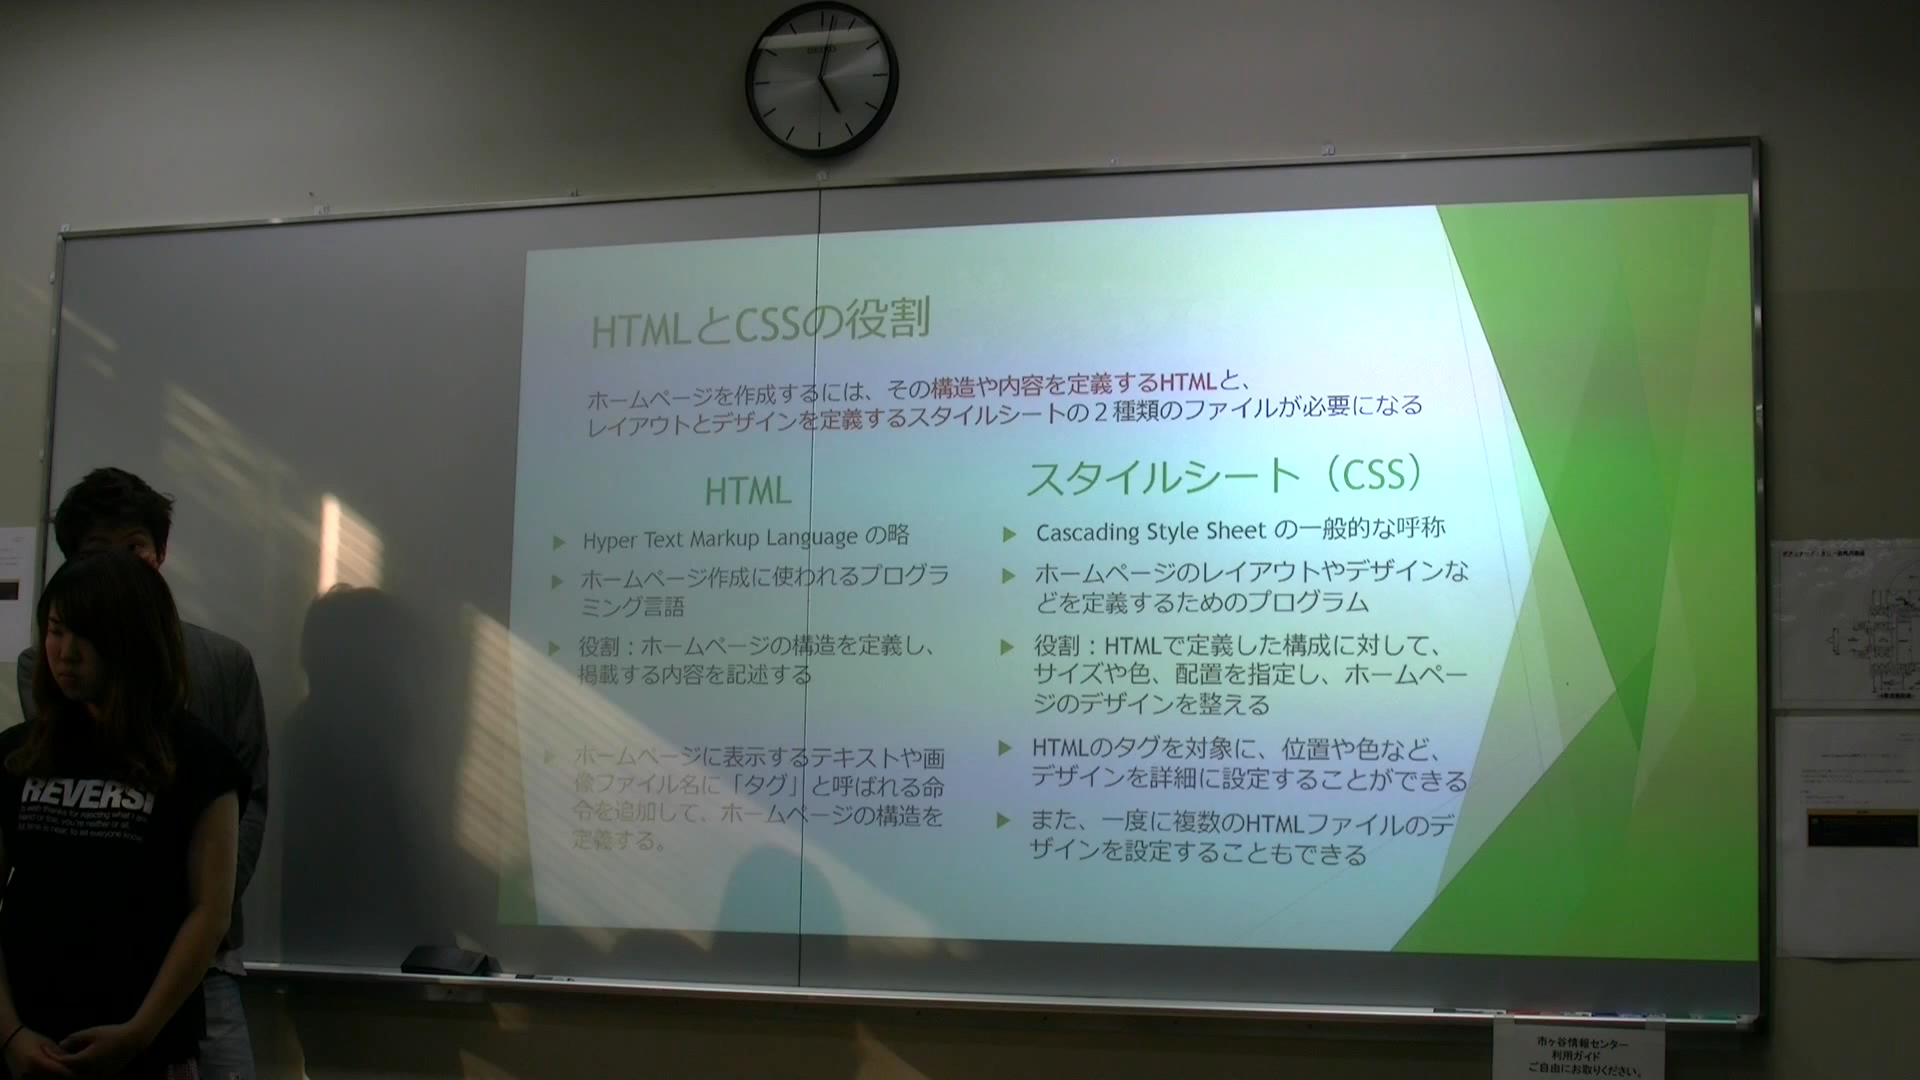 HTMLとCSSの役割
ホームページを作成するには、その構造や内容を定義するHTMLと、
レイアウトとデザインを定義するスタイルシートの２種類のファイルが必要になる
HTML
Hyper Text Markup Language の略
ホームページ作成に使われるプログラ
ミング言語
役割：ホームページの構造を定義し、
掲載する内容を記述する
ホームページに表示するテキストや画
像ファイル名に「タグ」と呼ばれる命
令を追加して、ホームページの構造を
定義する。
スタイルシート（CSS）
Cascading Style Sheet の一般的な呼称
ホームページのレイアウトやデザインな
どを定義するためのプログラム
役割：HTMLで定義した構成に対して、
サイズや色、配置を指定し、ホームペー
ジのデザインを整える
HTMLのタグを対象に、位置や色など、
デザインを詳細に設定することができる
また、一度に複数のHTMLファイルのデ
ザインを設定することもできる
REVERS
市ヶ谷情報センター
利用ガイド
ご自由にお取りください。